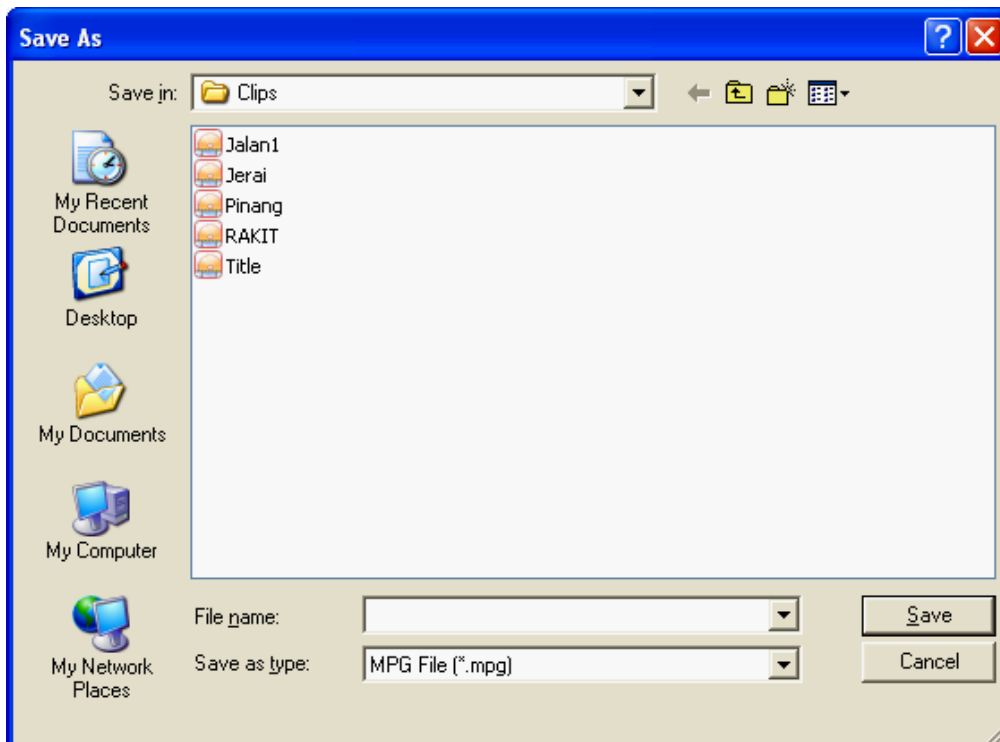 Save As
Save in: Clips
My Recent
Documents
Desktop
My Documents
My Computer
My Network
Places
Jalan1
Jerai
Pinang
RAKIT
Title
File name:
Save
Save as type: MPG File (*.mpg)
Cancel